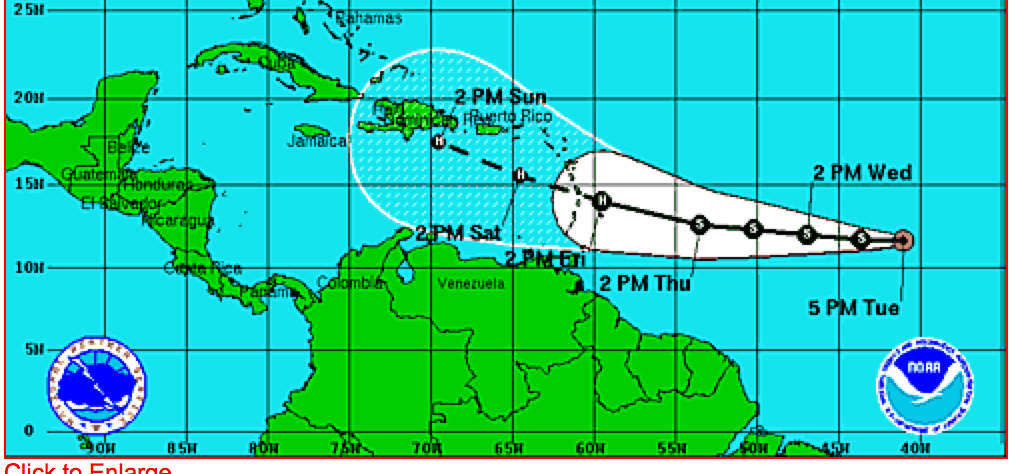 25N
Bahamas
Cuba
20N
2 PM Sun
Puerto Rico
Jamaica
Belize
15N
Guatemala
Honduras
2 PM Wed
El Salvador
Nicaragua
H
H
H
S
S
S
S
2 PM Sat
2 PM Fri
10N
Costa Rica
Panama
Colombia
Venezuela
2 PM Thu
5 PM Tue
5N
NOAA
0
90W
85W
80W
75W
70W
65W
60W
55W
50W
45W
40W
Click to Enlarge